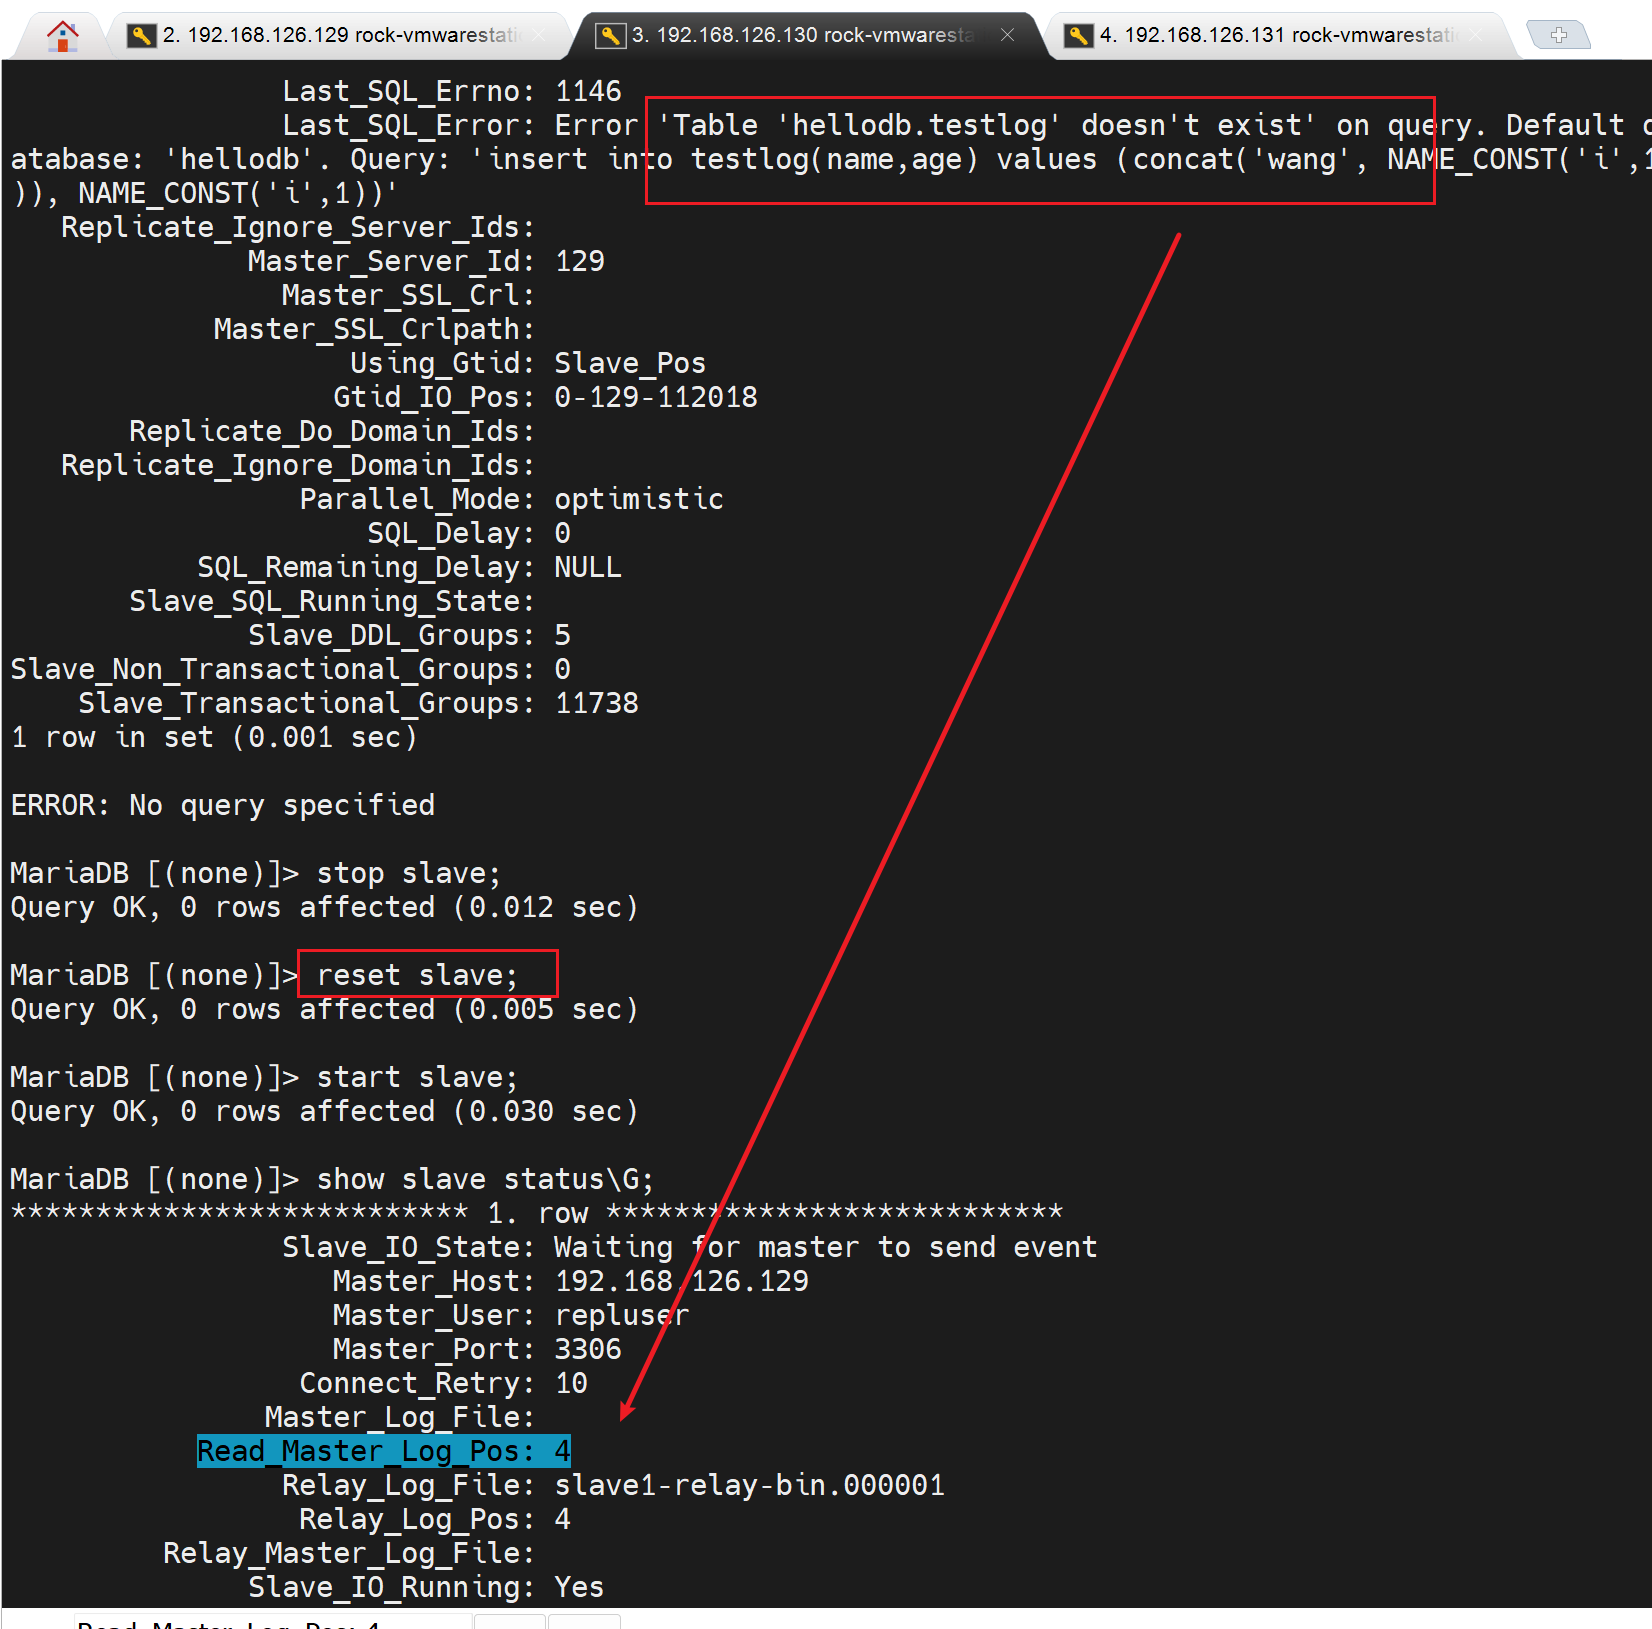 2. 192.168.126.129 rock-vmwarestati
3. 192.168.126.130 rock-vmwaresta
4. 192.168.126.131 rock-vmwarestati
Last_SQL_Errno: 1146
Last_SQL_Error: Error 'Table 'hellodb.testlog' doesn't exist' on query. Default d
atabase: 'hellodb'. Query: 'insert into testlog(name,age) values (concat('wang', NAME_CONST('i',1
)), NAME_CONST('i',1))'
Replicate_Ignore_Server_Ids:
Master_Server_Id: 129
Master_SSL_Crl:
Master_SSL_Crlpath:
Using_Gtid: Slave_Pos
Gtid_IO_Pos: 0-129-112018
Replicate_Do_Domain_Ids:
Replicate_Ignore_Domain_Ids:
Parallel_Mode: optimistic
SQL_Delay: 0
SQL_Remaining_Delay: NULL
Slave_SQL_Running_State:
Slave_DDL_Groups: 5
Slave_Non_Transactional_Groups: 0
Slave_Transactional_Groups: 11738
1 row in set (0.001 sec)
ERROR: No query specified
MariaDB [(none)]> stop slave;
Query OK, 0 rows affected (0.012 sec)
MariaDB [(none)]> reset slave;
Query OK, 0 rows affected (0.005 sec)
MariaDB [(none)]> start slave;
Query OK, 0 rows affected (0.030 sec)
MariaDB [(none)]> show slave status\G;
*************************** 1. row ***************************
Slave_IO_State: Waiting for master to send event
Master_Host: 192.168.126.129
Master_User: repluser
Master_Port: 3306
Connect_Retry: 10
Master_Log_File:
Read_Master_Log_Pos: 4
Relay_Log_File: slave1-relay-bin.000001
Relay_Log_Pos: 4
Relay_Master_Log_File:
Slave_IO_Running: Yes
Read_Master_Log_Pos: 4